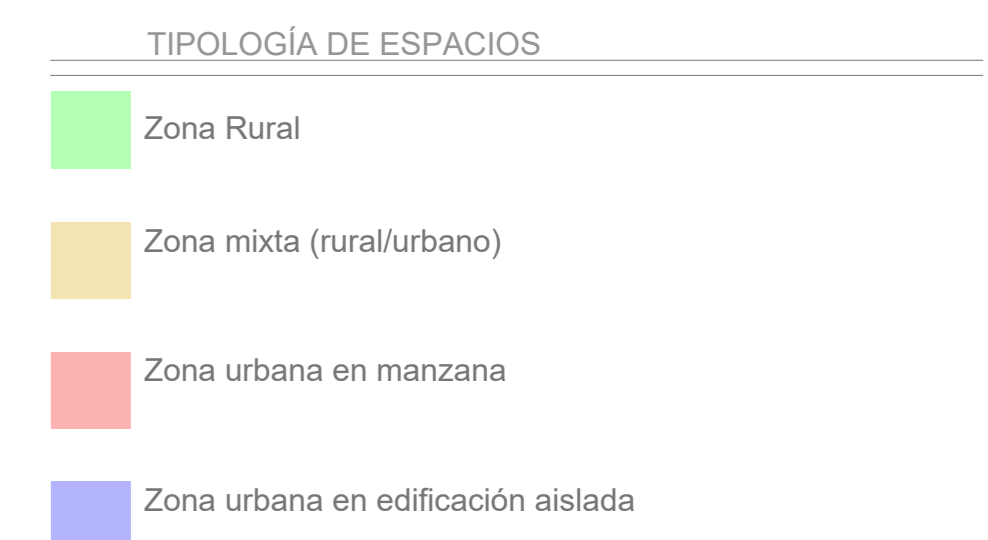 TIPOLOGÍA DE ESPACIOS
Zona Rural
Zona mixta (rural/urbano)
Zona urbana en manzana
Zona urbana en edificación aislada